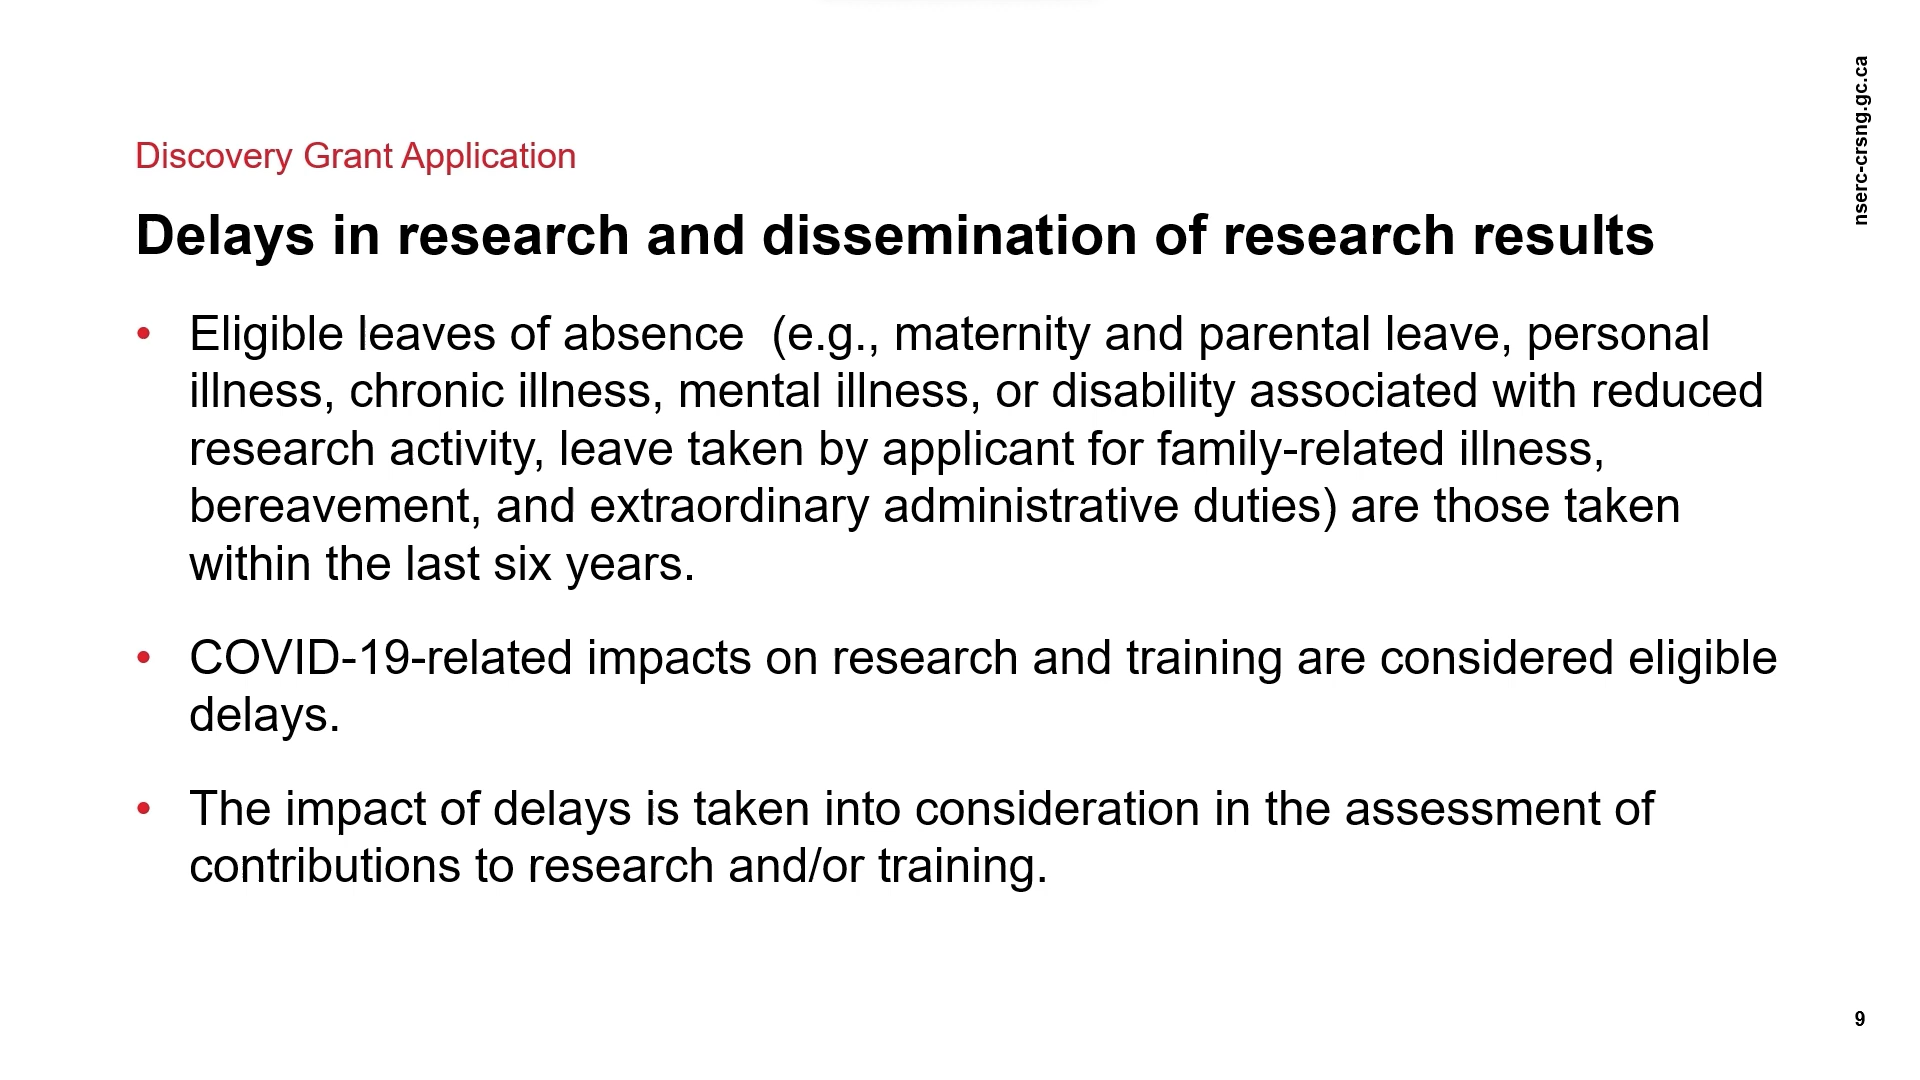 nserc-crsng.gc.ca
Discovery Grant Application
Delays in research and dissemination of research results
• Eligible leaves of absence  (e.g., maternity and parental leave, personal
illness, chronic illness, mental illness, or disability associated with reduced
research activity, leave taken by applicant for family-related illness,
bereavement, and extraordinary administrative duties) are those taken
within the last six years.
• COVID-19-related impacts on research and training are considered eligible
delays.
• The impact of delays is taken into consideration in the assessment of
contributions to research and/or training.
9